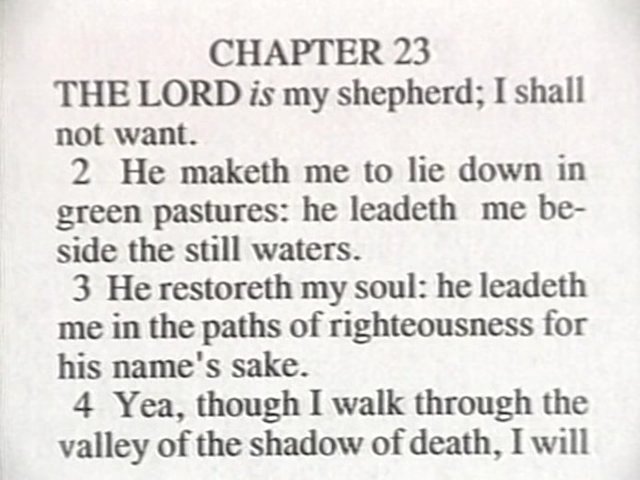 CHAPTER 23
THE LORD is my shepherd; I shall
not want.
2 He maketh me to lie down in
green pastures: he leadeth me be-
side the still waters.
3 He restoreth my soul: he leadeth
me in the paths of righteousness for
his name's sake.
4 Yea, though I walk through the
valley of the shadow of death, I will